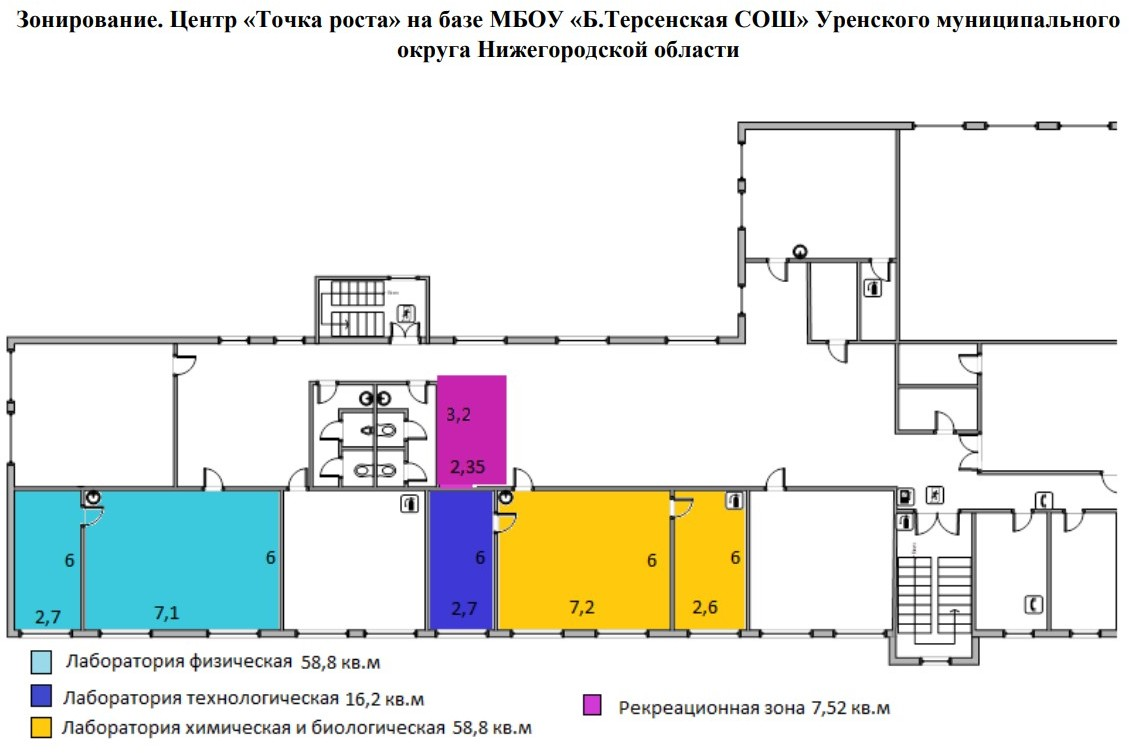 Зонирование. Центр «Точка роста» на базе МБОУ «Б.Терсенская СОШ» Уренского муниципального
округа Нижегородской области
3,2
2,35
6
2,7
6
7,1
6
2,7
6
7,2
6
2,6
Лаборатория физическая 58,8 кв.м
Лаборатория технологическая 16,2 кв.м
Лаборатория химическая и биологическая 58,8 кв.м
Рекреационная зона 7,52 кв.м